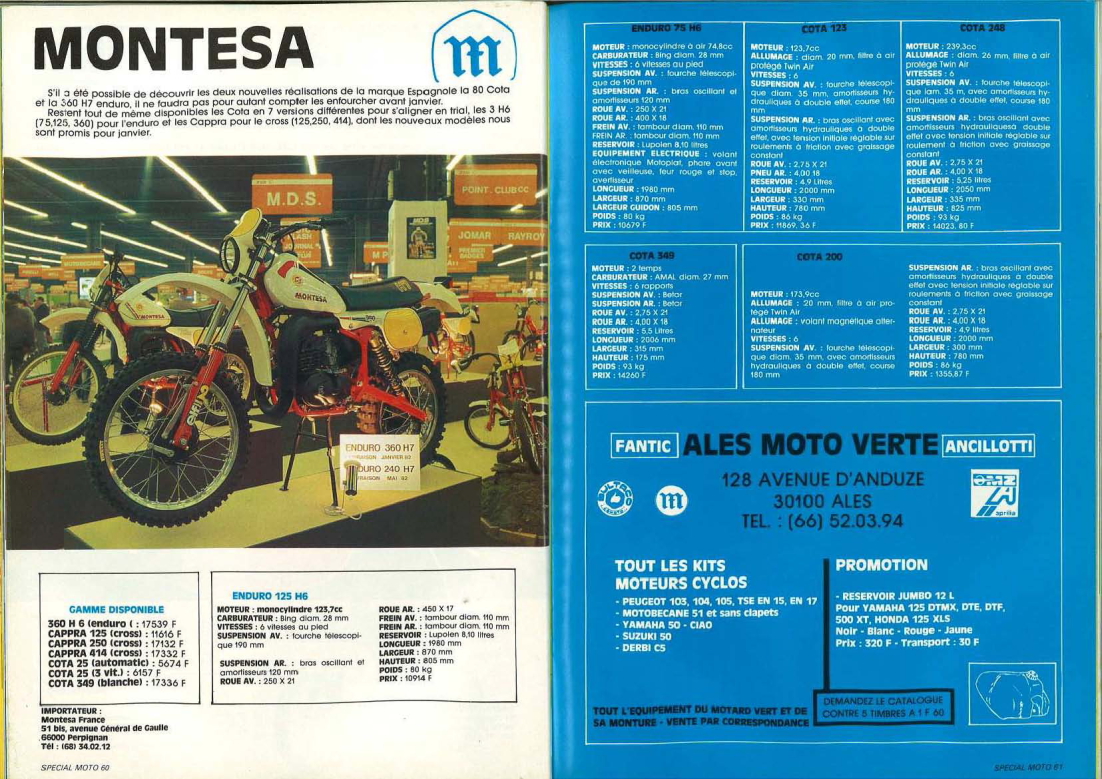 MONTESA
m
S'il a été possible de découvrir les deux nouvelles réalisations de la marque Espagnole la 80 Cota
et la 360 H7 enduro, il ne faudra pas pour autant compter les enfourcher avant janvier.
Restent tout de même disponibles les Cota en 7 versions différentes pour s'aligner en trial, les 3 H6
(75,125, 360) pour l'enduro et les Cappra pour le cross (125,250, 414), dont les nouveaux modèles nous
sont promis pour janvier.
M.D.S.
POINT. CLUB CC
JOMAR
RAYROY
MONTESA
MONTESA
360
ENDURO 360 H7
LIVRAISON JANVIER 82
ENDURO 240 H7
LIVRAISON MAI 82
GAMME DISPONIBLE
360 H 6 (enduro ( : 17539 F
CAPPRA 125 (cross) : 11616 F
CAPPRA 250 (cross) : 17132 F
CAPPRA 414 (cross) : 17332 F
COTA 25 (automatic) : 5674 F
COTA 25 (3 vit.) : 6157 F
COTA 349 (blanche) : 17336 F
ENDURO 125 H6
MOTEUR : monocylindre 123,7cc
CARBURATEUR : Bing diam. 28 mm
VITESSES : 6 vitesses au pied
SUSPENSION AV. : fourche télescopi-
que 190 mm
SUSPENSION AR. : bras oscillant et
amortisseurs 120 mm
ROUE AV. : 250 X 21
ROUE AR. : 450 X 17
FREIN AV. : tambour diam. 110 mm
FREIN AR. : tambour diam. 110 mm
RESERVOIR : Lupolen 8,10 litres
LONGUEUR : 1980 mm
LARGEUR : 870 mm
HAUTEUR : 805 mm
POIDS : 80 kg
PRIX : 10914 F
IMPORTATEUR :
Montesa France
51 bis, avenue Général de Gaulle
66000 Perpignan
Tél : (68) 34.02.12
SPECIAL MOTO 60
ENDURO 75 H6
MOTEUR : monocylindre à air 74,8cc
CARBURATEUR : Bing diam. 28 mm
VITESSES : 6 vitesses au pied
SUSPENSION AV. : fourche télescopi-
que de 190 mm
SUSPENSION AR. : bras oscillant et
amortisseurs 120 mm
ROUE AV. : 250 X 21
ROUE AR. : 400 X 18
FREIN AV. : tambour diam. 110 mm
FREIN AR. : tambour diam. 110 mm
RESERVOIR : Lupolen 8,10 litres
EQUIPEMENT ELECTRIQUE : volant
électronique Motoplat, phare avant
avec veilleuse, feur rouge et stop,
avertisseur
LONGUEUR : 1980 mm
LARGEUR : 870 mm
LARGEUR GUIDON : 805 mm
POIDS : 80 kg
PRIX : 10679 F
COTA 123
MOTEUR : 123,7cc
ALLUMAGE : diam. 20 mm, filtre à air
protégé Twin Air
VITESSES : 6
SUSPENSION AV. : fourche télescopi-
que diam. 35 mm, amortisseurs hy-
drauliques à double effet, course 180
mm
SUSPENSION AR. : bras oscillant avec
amortisseurs hydrauliques à double
effet, avec tension initiale réglable sur
roulements à friction avec graissage
constant
ROUE AV. : 2,75 X 21
PNEU AR. : 4,00 18
RESERVOIR : 4,9 Litres
LONGUEUR : 2000 mm
LARGEUR : 330 mm
HAUTEUR : 780 mm
POIDS : 86 kg
PRIX : 11869, 36 F
COTA 248
MOTEUR : 239,3cc
ALLUMAGE : diam. 26 mm, filtre à air
protégé Twin Air
VITESSES : 6
SUSPENSION AV. : fourche télescopi-
que lam. 35 m, avec amortisseurs hy-
drauliques à double effet, course 180
mm
SUSPENSION AR. : bras oscillant avec
amortisseurs hydrauliquesà double
effet avec tension initiale réglable sur
roulement à friction avec graissage
constant
ROUE AV. : 2,75 X 21
ROUE AR. : 4,00 X 18
RESERVOIR : 5,25 Litres
LONGUEUR : 2050 mm
LARGEUR : 335 mm
HAUTEUR : 825 mm
POIDS : 93 kg
PRIX : 14023, 80 F
COTA 349
MOTEUR : 2 temps
CARBURATEUR : AMAL diam. 27 mm
VITESSES : 6 rapports
SUSPENSION AV. : Betor
SUSPENSION AR. : Betor
ROUE AV. : 2,75 X 21
ROUE AR. : 4,00 X 18
RESERVOIR : 5,5 Litres
LONGUEUR : 2006 mm
LARGEUR : 315 mm
HAUTEUR : 175 mm
POIDS : 93 kg
PRIX : 14260 F
COTA 200
MOTEUR : 173,9cc
ALLUMAGE : 20 mm, filtre à air pro-
tégé Twin Air
ALLUMAGE : volant magnétique alter-
nateur
VITESSES : 6
SUSPENSION AV. : fourche télescopi-
que diam. 35 mm, avec amortisseurs
hydrauliques à double effet, course
180 mm
SUSPENSION AR. : bras oscillant avec
amortisseurs hydrauliques à double
effet avec tension initiale réglable sur
roulements à friction avec graissage
constant
ROUE AV. : 2,75 X 21
ROUE AR. : 4,00 X 18
RESERVOIR : 4,9 litres
LONGUEUR : 2000 mm
LARGEUR : 300 mm
HAUTEUR : 780 mm
POIDS : 86 kg
PRIX : 1355,87 F
FANTIC ALES MOTO VERTE ANCILLOTTI
128 AVENUE D'ANDUZE
30100 ALES
TEL. : (66) 52.03.94
BULTACO
m
aprilia
TOUT LES KITS
MOTEURS CYCLOS
- PEUGEOT 103, 104, 105, TSE EN 15, EN 17
- MOTOBECANE 51 et sans clapets
- YAMAHA 50 - CIAO
- SUZUKI 50
- DERBI C5
PROMOTION
- RESERVOIR JUMBO 12 L
Pour YAMAHA 125 DTMX, DTE, DTF,
500 XT, HONDA 125 XLS
Noir - Blanc - Rouge - Jaune
Prix : 320 F - Transport : 30 F
TOUT L'EQUIPEMENT DU MOTARD VERT ET DE
SA MONTURE - VENTE PAR CORRESPONDANCE
DEMANDEZ LE CATALOGUE
CONTRE 5 TIMBRES A 1 F 60
SPECIAL MOTO 61